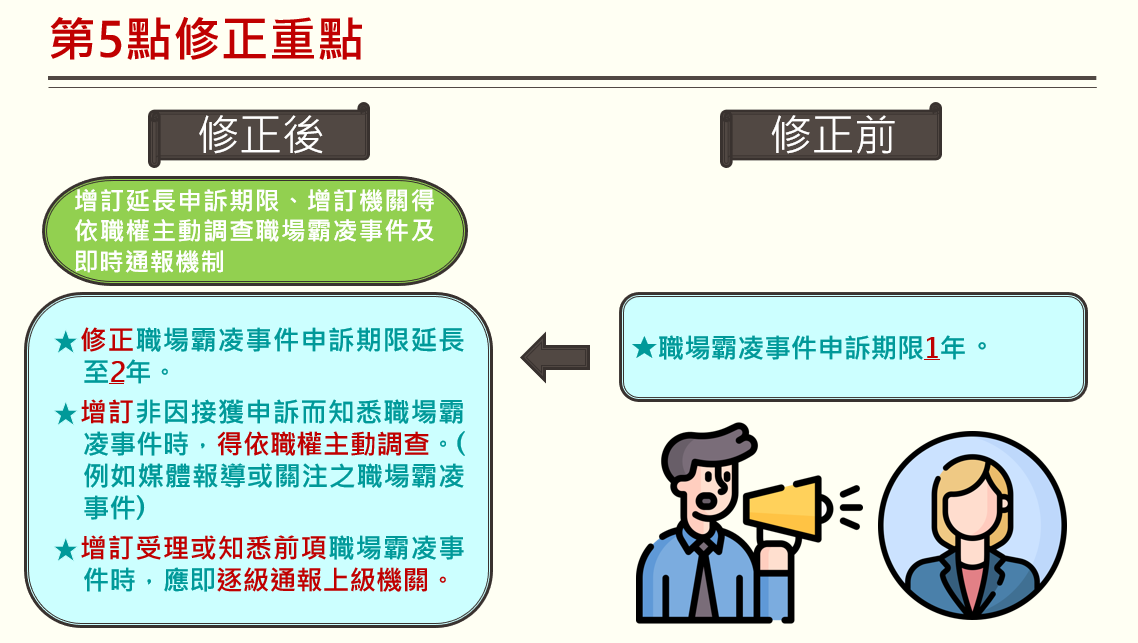 第5點修正重點
修正後
增訂延長申訴期限、增訂機關得
依職權主動調查職場霸凌事件及
即時通報機制
★修正職場霸凌事件申訴期限延長
至2年。
★增訂非因接獲申訴而知悉職場霸
凌事件時，得依職權主動調查。(
例如媒體報導或關注之職場霸凌
事件)
★增訂受理或知悉前項職場霸凌事
件時，應即逐級通報上級機關。
修正前
★職場霸凌事件申訴期限1年。